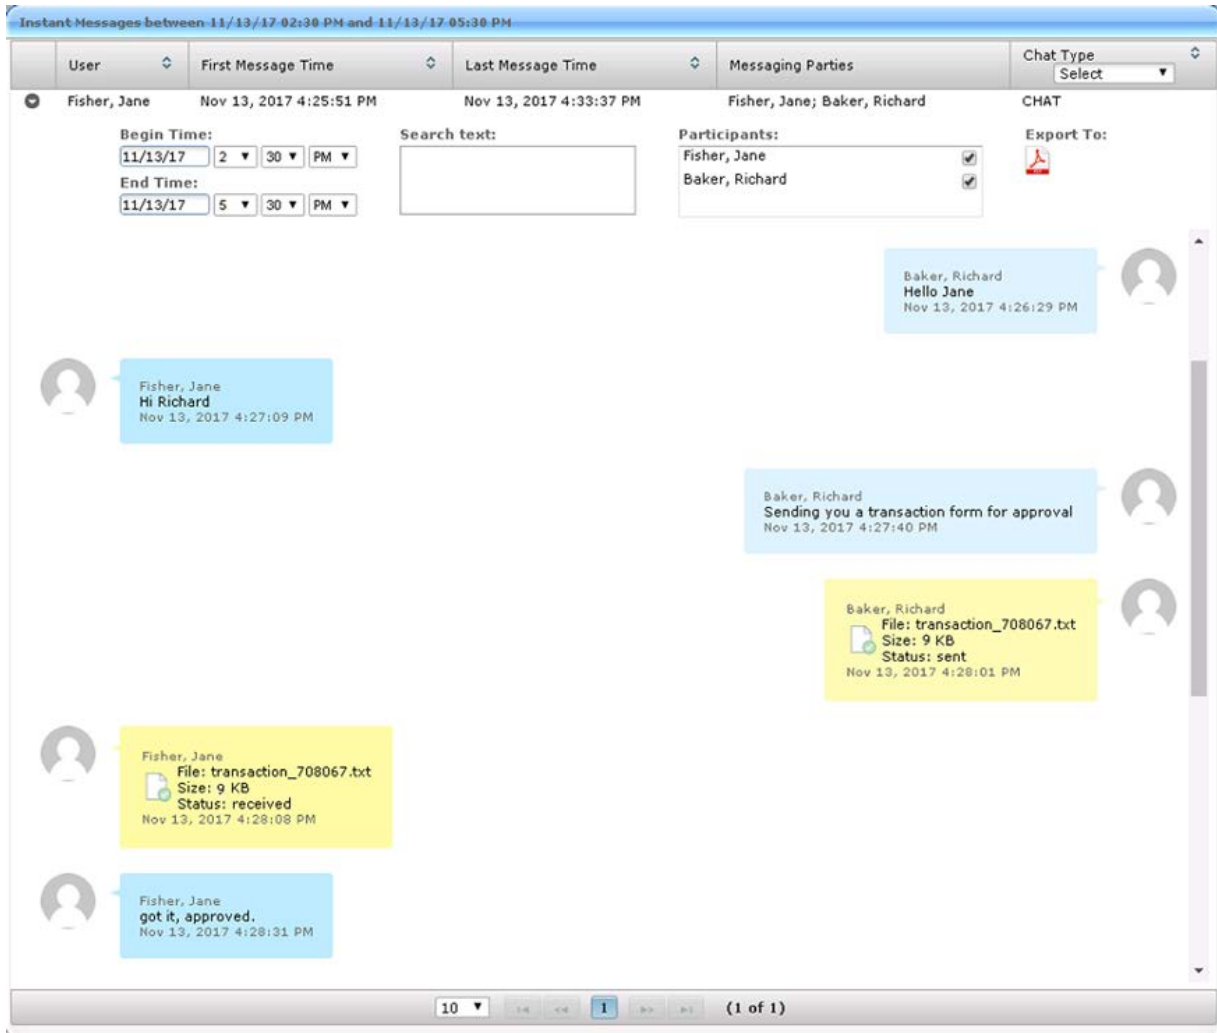 Instant Messages between 11/13/17 02:30 PM and 11/13/17 05:30 PM
User First Message Time Last Message Time Messaging Parties Chat Type
Select
Fisher, Jane Nov 13, 2017 4:25:51 PM Nov 13, 2017 4:33:37 PM Fisher, Jane; Baker, Richard CHAT
Begin Time: Search text: Participants: Export To:
11/13/17 2 30 PM Fisher, Jane
End Time: Baker, Richard
11/13/17 5 30 PM
Baker, Richard
Hello Jane
Nov 13, 2017 4:26:29 PM
Fisher, Jane
Hi Richard
Nov 13, 2017 4:27:09 PM
Baker, Richard
Sending you a transaction form for approval
Nov 13, 2017 4:27:40 PM
Baker, Richard
File: transaction_708067.txt
Size: 9 KB
Status: sent
Nov 13, 2017 4:28:01 PM
Fisher, Jane
File: transaction_708067.txt
Size: 9 KB
Status: received
Nov 13, 2017 4:28:08 PM
Fisher, Jane
got it, approved.
Nov 13, 2017 4:28:31 PM
10 1 (1 of 1)